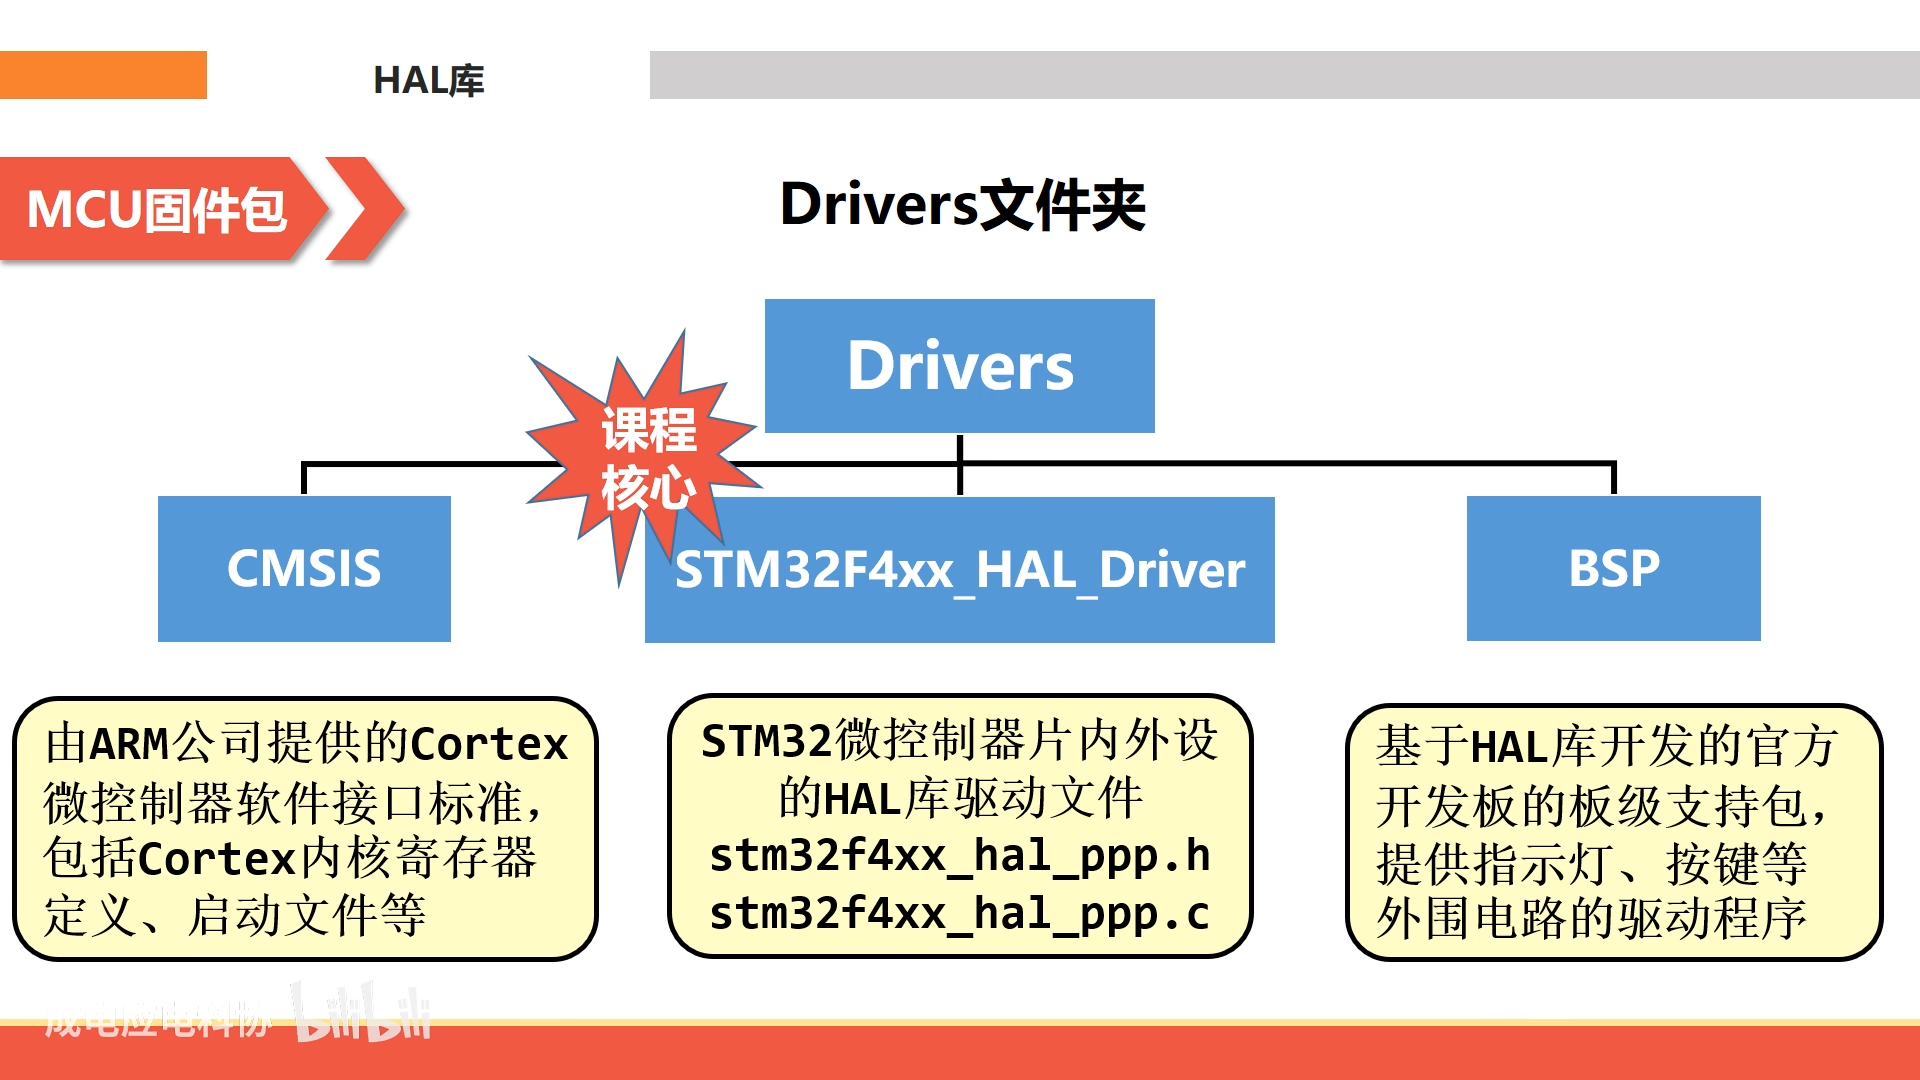 HAL库
MCU固件包
Drivers文件夹
Drivers
课程
核心
CMSIS
STM32F4xx_HAL_Driver
BSP
由ARM公司提供的Cortex
微控制器软件接口标准，
包括Cortex内核寄存器
定义、启动文件等
STM32微控制器片内外设
的HAL库驱动文件
stm32f4xx_hal_ppp.h
stm32f4xx_hal_ppp.c
基于HAL库开发的官方
开发板的板级支持包，
提供指示灯、按键等
外围电路的驱动程序
成电应电科协 bilibili